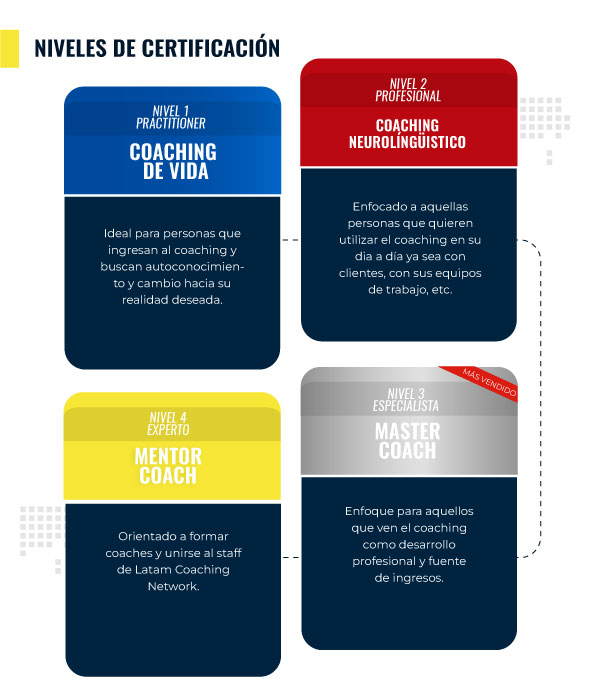 NIVELES DE CERTIFICACIÓN
NIVEL 1
PRACTITIONER
COACHING
DE VIDA
Ideal para personas que
ingresan al coaching y
buscan autoconocimien-
to y cambio hacia su
realidad deseada.
NIVEL 2
PROFESIONAL
COACHING
NEUROLÍNGÜISTICO
Enfocado a aquellas
personas que quieren
utilizar el coaching en su
dia a día ya sea con
clientes, con sus equipos
de trabajo, etc.
MÁS VENDIDO
NIVEL 3
ESPECIALISTA
MASTER
COACH
Enfoque para aquellos
que ven el coaching
como desarrollo
profesional y fuente
de ingresos.
NIVEL 4
EXPERTO
MENTOR
COACH
Orientado a formar
coaches y unirse al staff
de Latam Coaching
Network.